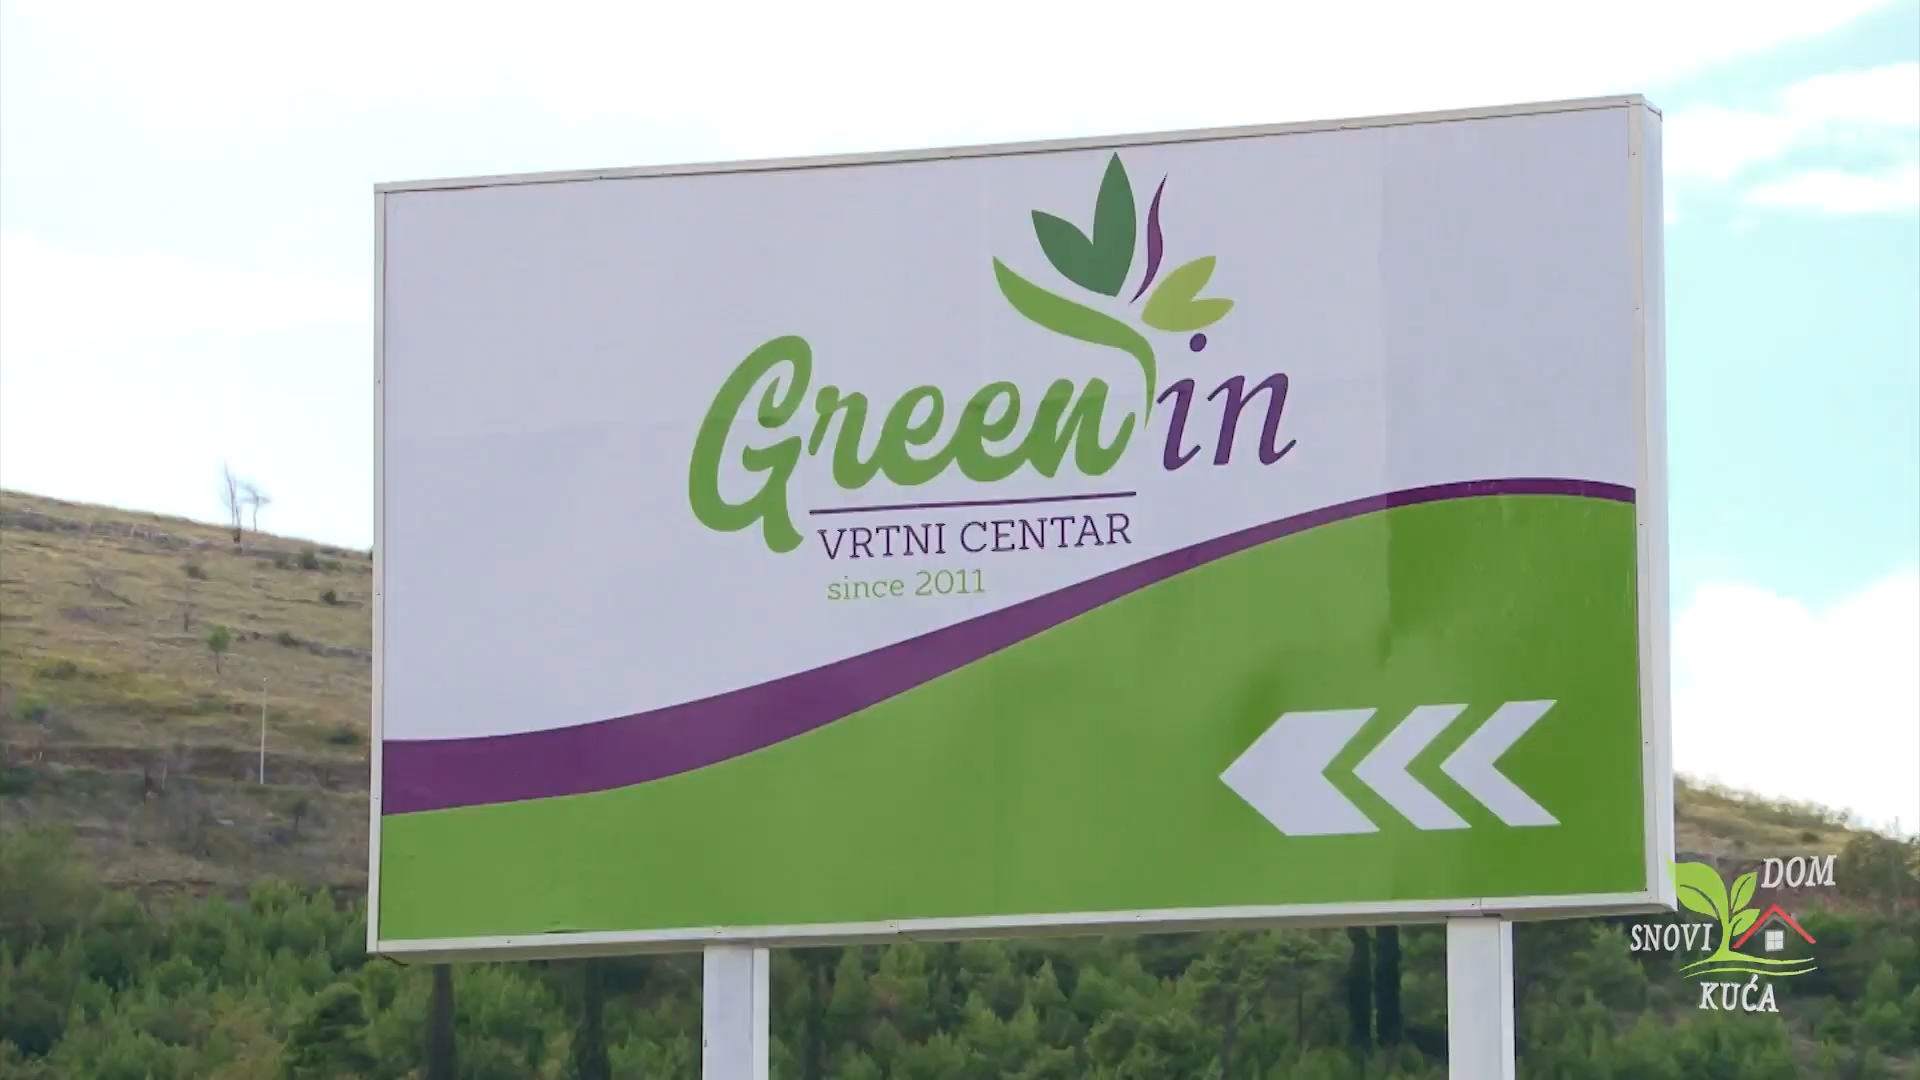 Green in
VRTNI CENTAR
since 2011
DOM
SNOVI
KUĆA